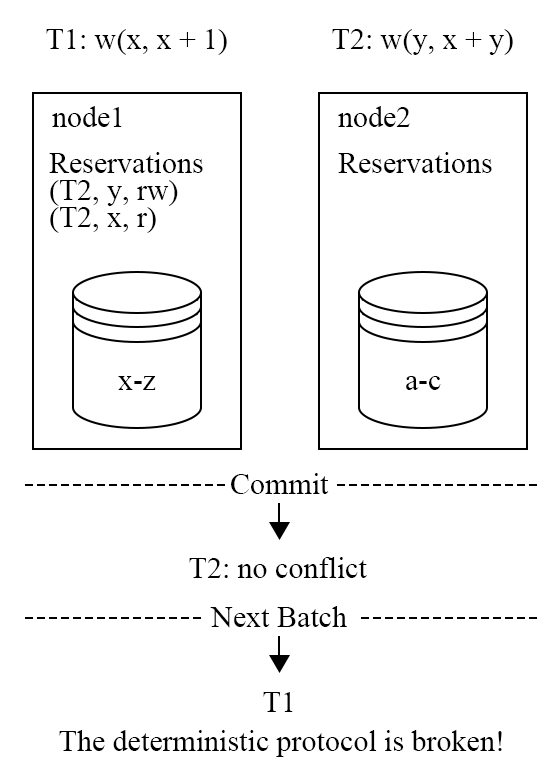 T1: w(x, x + 1)
T2: w(y, x + y)
node1
Reservations
(T2, y, rw)
(T2, x, r)
x-z
node2
Reservations
a-c
Commit
T2: no conflict
Next Batch
T1
The deterministic protocol is broken!